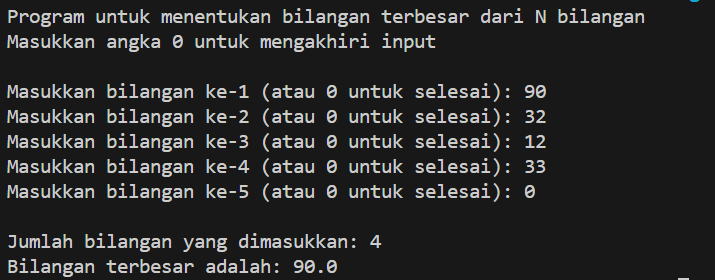 Program untuk menentukan bilangan terbesar dari N bilangan
Masukkan angka 0 untuk mengakhiri input
Masukkan bilangan ke-1 (atau 0 untuk selesai): 90
Masukkan bilangan ke-2 (atau 0 untuk selesai): 32
Masukkan bilangan ke-3 (atau 0 untuk selesai): 12
Masukkan bilangan ke-4 (atau 0 untuk selesai): 33
Masukkan bilangan ke-5 (atau 0 untuk selesai): 0
Jumlah bilangan yang dimasukkan: 4
Bilangan terbesar adalah: 90.0